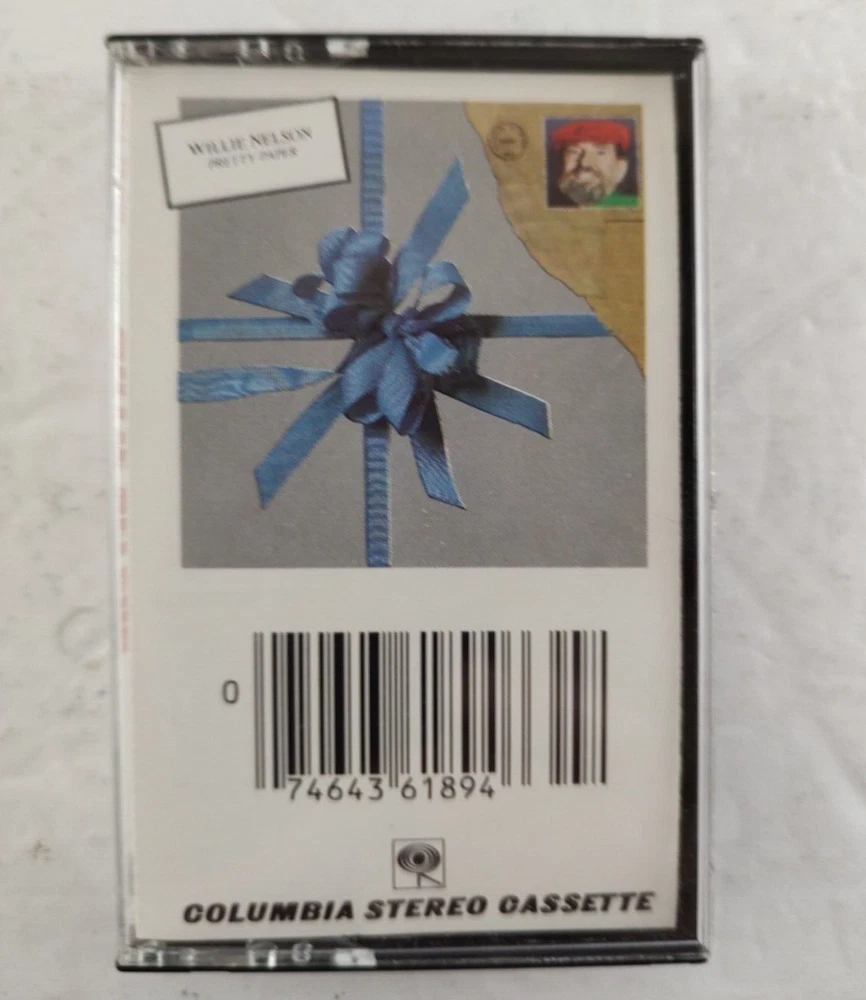 WILLIE NELSON
PRETTY PAPER
0
74643 61894
COLUMBIA STEREO CASSETTE